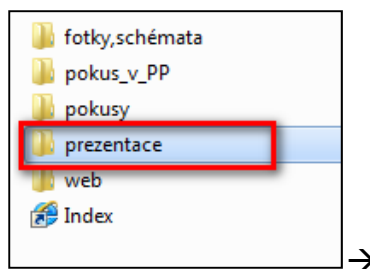 fotky,schémata
pokus_v_PP
pokusy
prezentace
web
Index
→